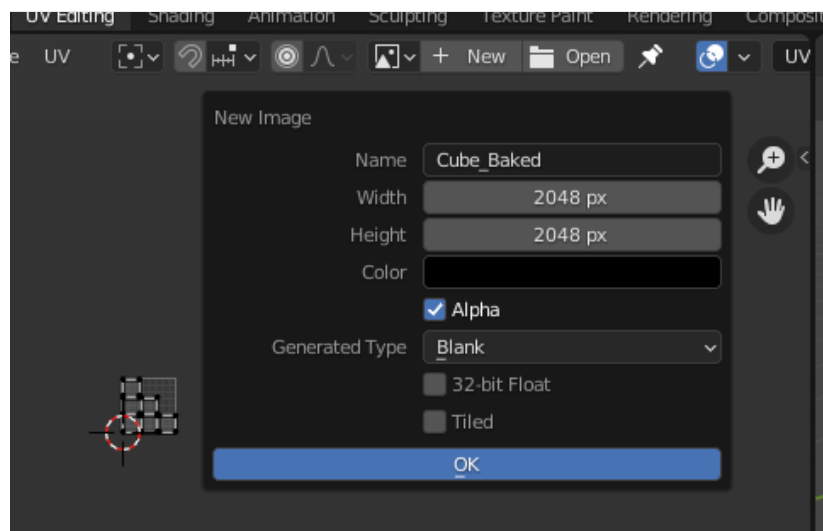 UV Editing Shading Animation Sculpting Texture Paint Rendering
UV New Open UV
New Image
Name Cube_Baked
Width 2048 px
Height 2048 px
Color
Alpha
Generated Type Blank
32-bit Float
Tiled
OK